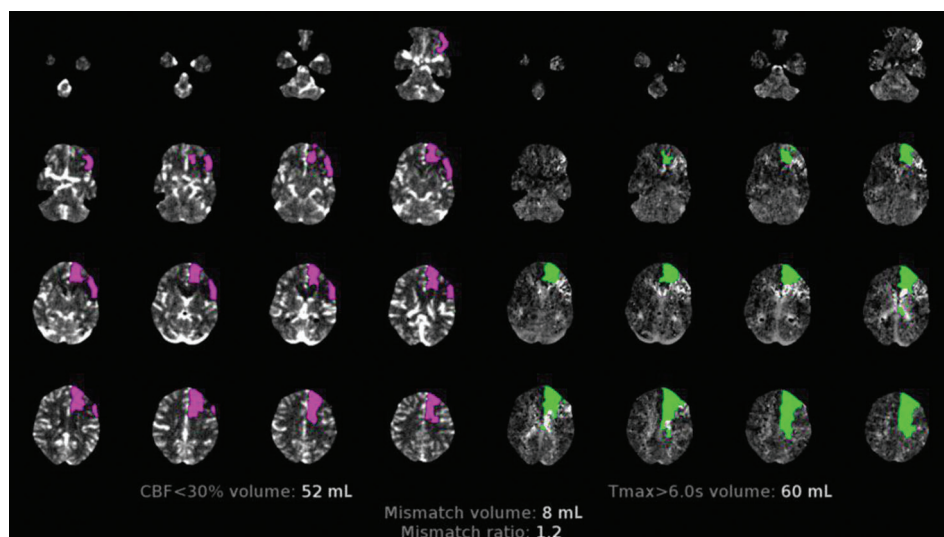 CBF<30% volume: 52 mL
Tmax>6.0s volume: 60 mL
Mismatch volume: 8 mL
Mismatch ratio: 1.2